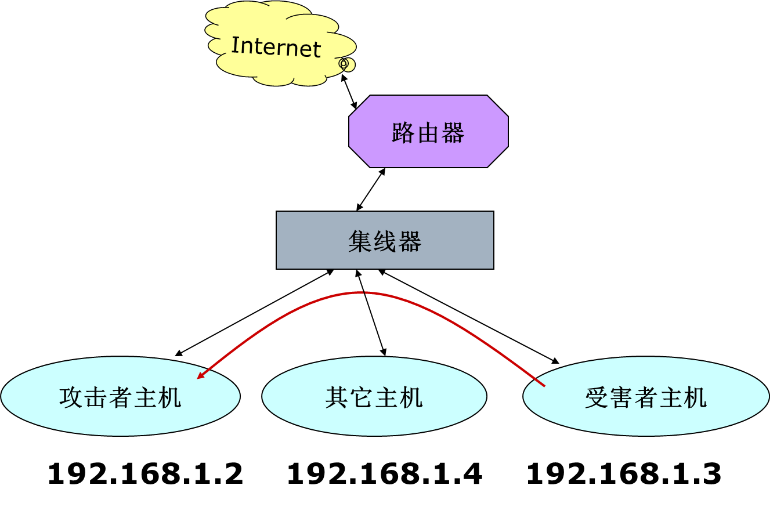 Internet
路由器
集线器
攻击者主机
其它主机
受害者主机
192.168.1.2
192.168.1.4
192.168.1.3